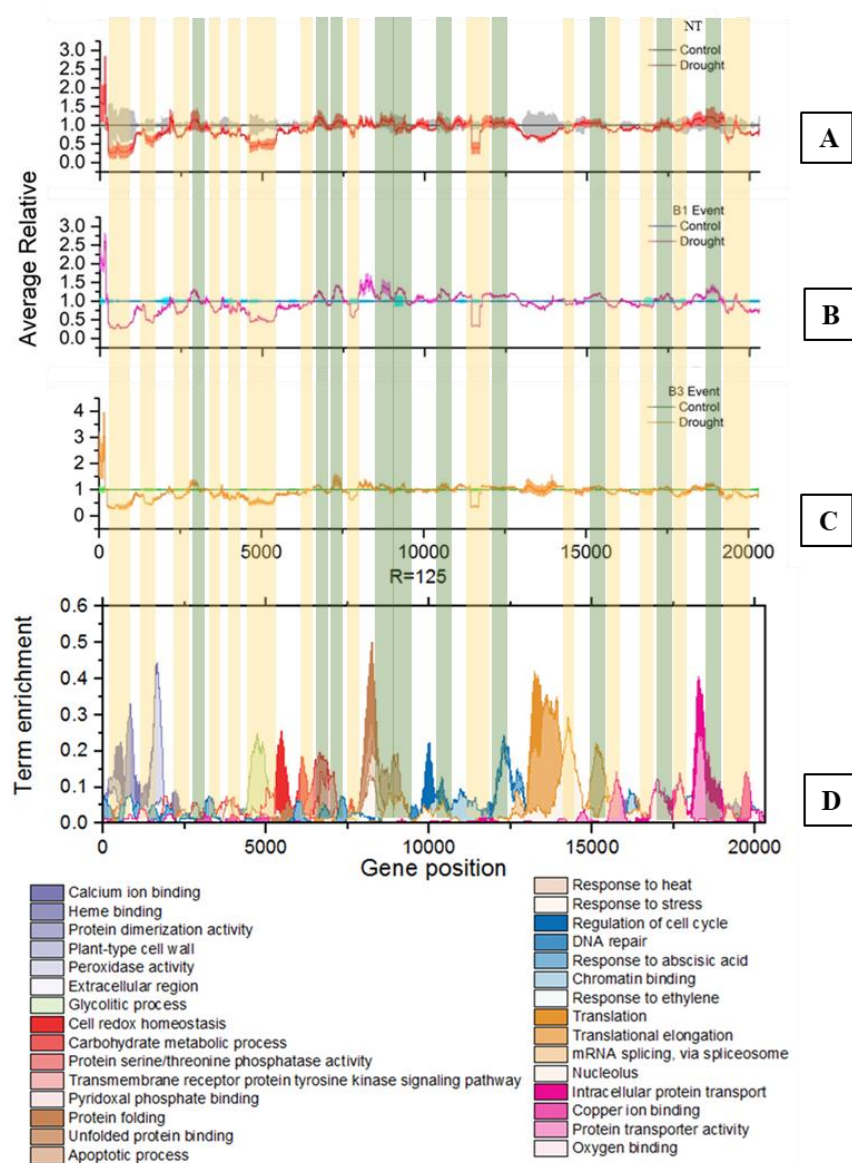 NT
Control
Drought
3.0
2.5
2.0
1.5
1.0
0.5
0.0
A
B1 Event
Control
Drought
3.0
2.5
2.0
1.5
1.0
0.5
0.0
B
Average Relative
B3 Event
Control
Drought
4
3
2
1
0
C
0 5000 10000 15000 20000
R=125
0.6
0.5
0.4
0.3
0.2
0.1
0.0
Term enrichment
D
0 5000 10000 15000 20000
Gene position
Calcium ion binding
Heme binding
Protein dimerization activity
Plant-type cell wall
Peroxidase activity
Extracellular region
Glycolitic process
Cell redox homeostasis
Carbohydrate metabolic process
Protein serine/threonine phosphatase activity
Transmembrane receptor protein tyrosine kinase signaling pathway
Pyridoxal phosphate binding
Protein folding
Unfolded protein binding
Apoptotic process
Response to heat
Response to stress
Regulation of cell cycle
DNA repair
Response to abscisic acid
Chromatin binding
Response to ethylene
Translation
Translational elongation
mRNA splicing, via spliceosome
Nucleolus
Intracellular protein transport
Copper ion binding
Protein transporter activity
Oxygen binding